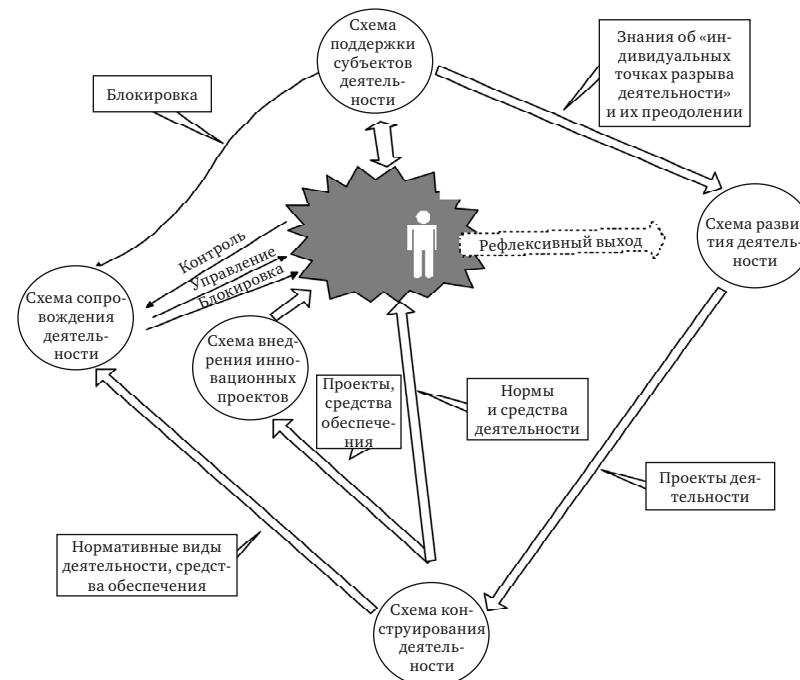 Схема
поддержки
субъектов
деятель-
ности
Знания об «ин-
дивидуальных
точках разрыва
деятельности»
и их преодолении
Блокировка
Схема разви-
тия деятель-
ности
Рефлексивный выход
Контроль
Управление
Блокировка
Схема сопро-
вождения
деятель-
ности
Схема внед-
рения инно-
вационных
проектов
Проекты,
средства
обеспече-
ния
Нормы
и средства
деятельности
Проекты дея-
тельности
Нормативные виды
деятельности, средст-
ва обеспечения
Схема кон-
струирования
деятель-
ности